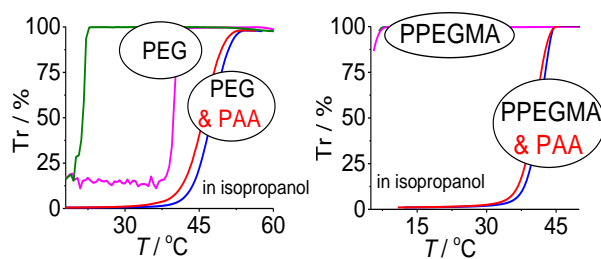 Tr / %
100
75
50
25
0
PEG
PEG
& PAA
in isopropanol
30
45
60
T / °C
Tr / %
100
75
50
25
0
PPEGMA
PPEGMA
& PAA
in isopropanol
15
30
45
T / °C